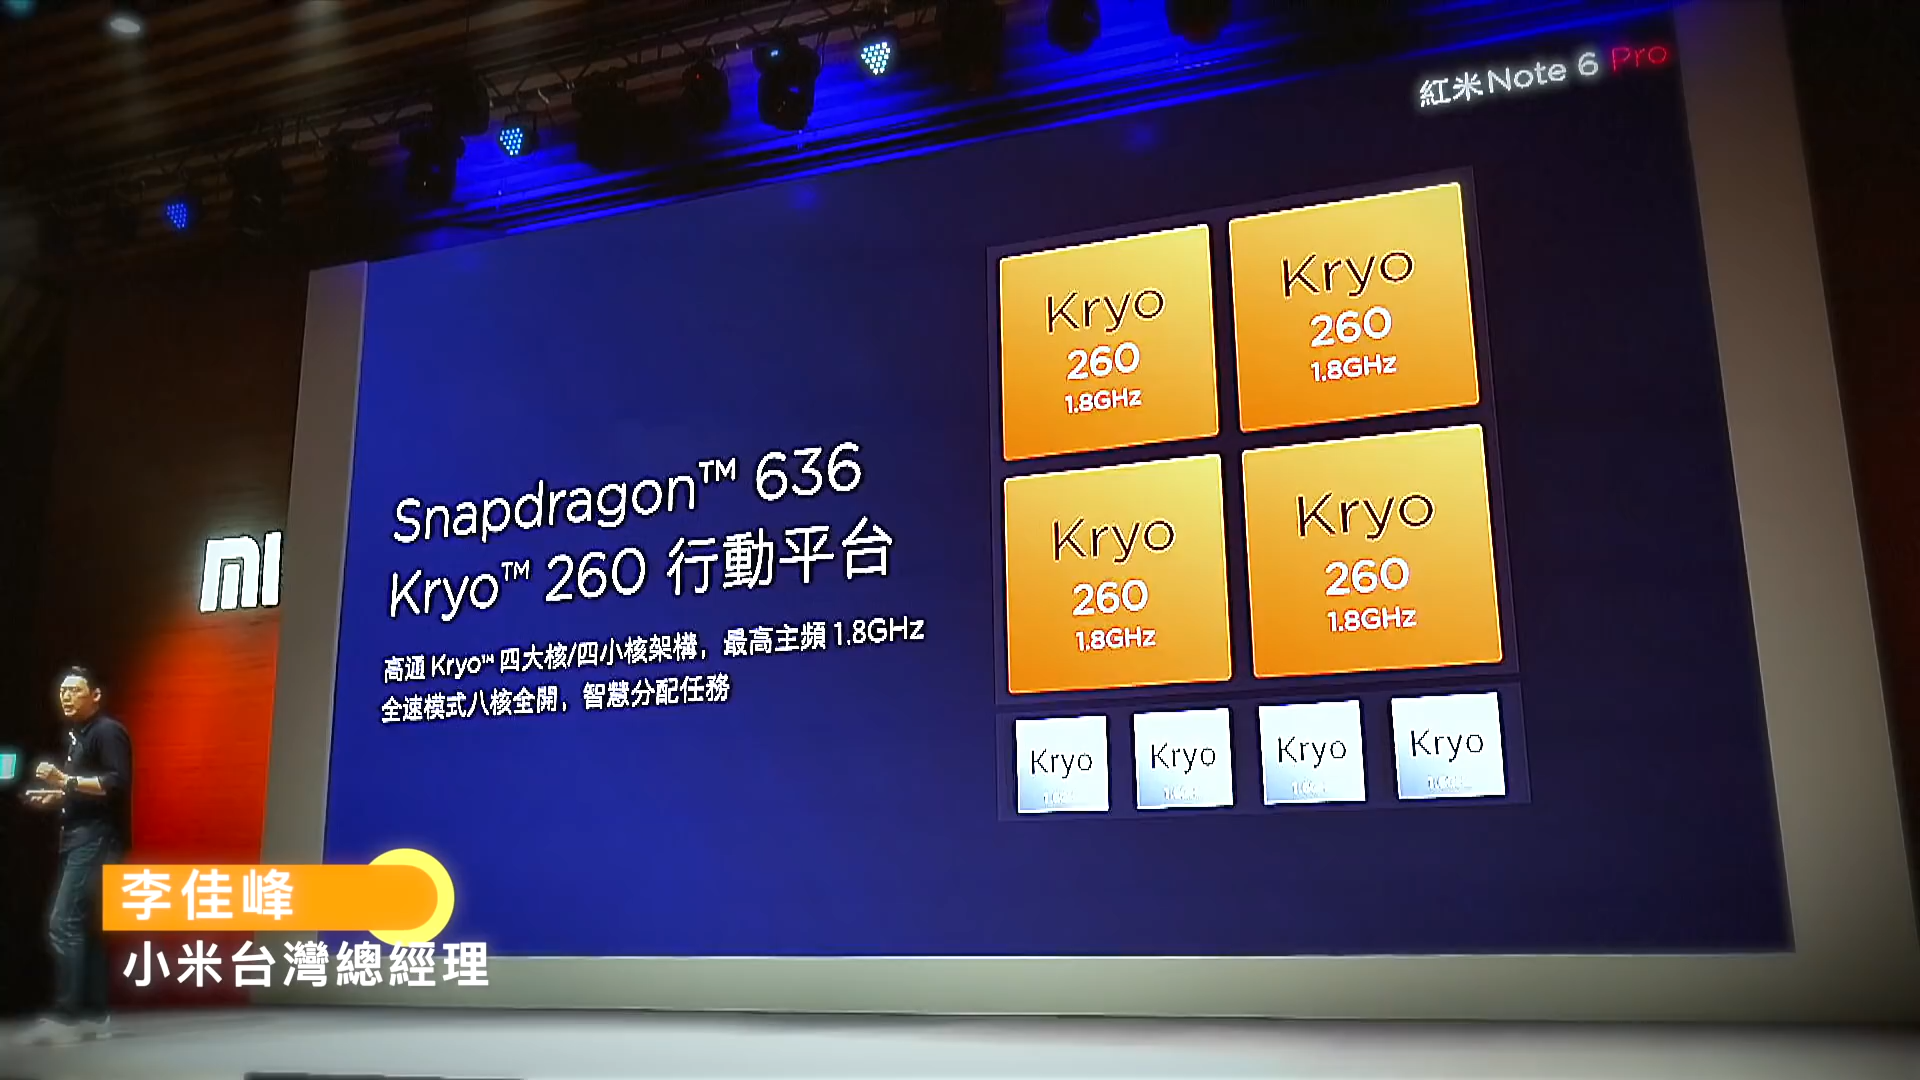 紅米Note 6 Pro
Snapdragon™ 636
Kryo™ 260 行動平台
高通 Kryo™ 四大核/四小核架構，最高主頻 1.8GHz
全速模式八核全開，智慧分配任務
Kryo
260
1.8GHz
Kryo
260
1.8GHz
Kryo
260
1.8GHz
Kryo
260
1.8GHz
Kryo
Kryo
Kryo
Kryo
mi
李佳峰
小米台灣總經理